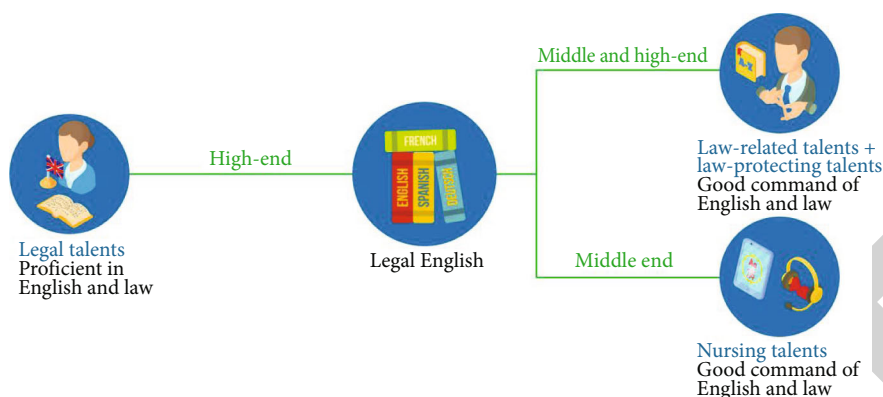 High-end
Legal talents
Proficient in
English and law
FRENCH
ENGLISH
SPANISH
DEUTSCH
Legal English
Middle and high-end
A-Z
Law-related talents +
law-protecting talents
Good command of
English and law
Middle end
Nursing talents
Good command of
English and law